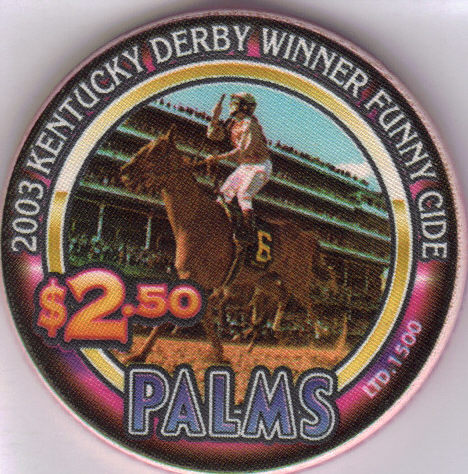 2003 KENTUCKY DERBY WINNER FUNNY CIDE
6
$2.50
LTD.1500
PALMS